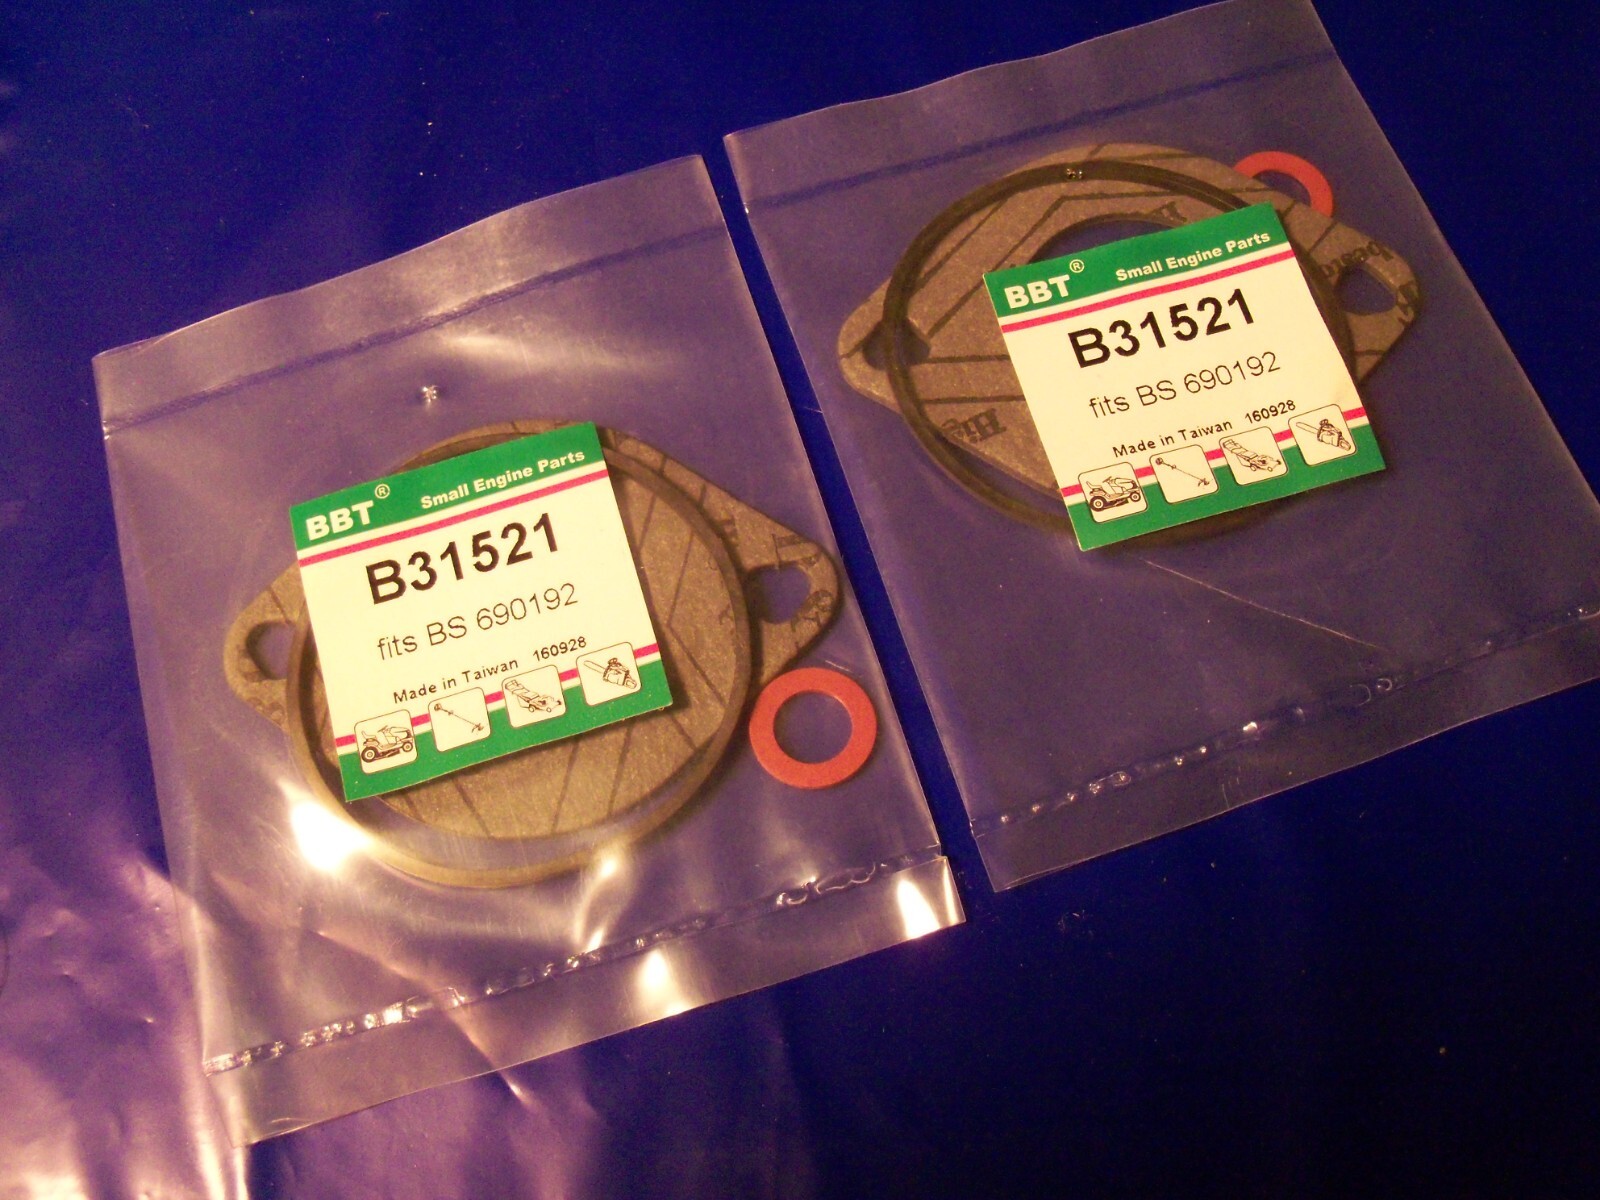 BBT® Small Engine Parts
B31521
fits BS 690192
Made in Taiwan 160928
BBT® Small Engine Parts
B31521
fits BS 690192
Made in Taiwan 160928